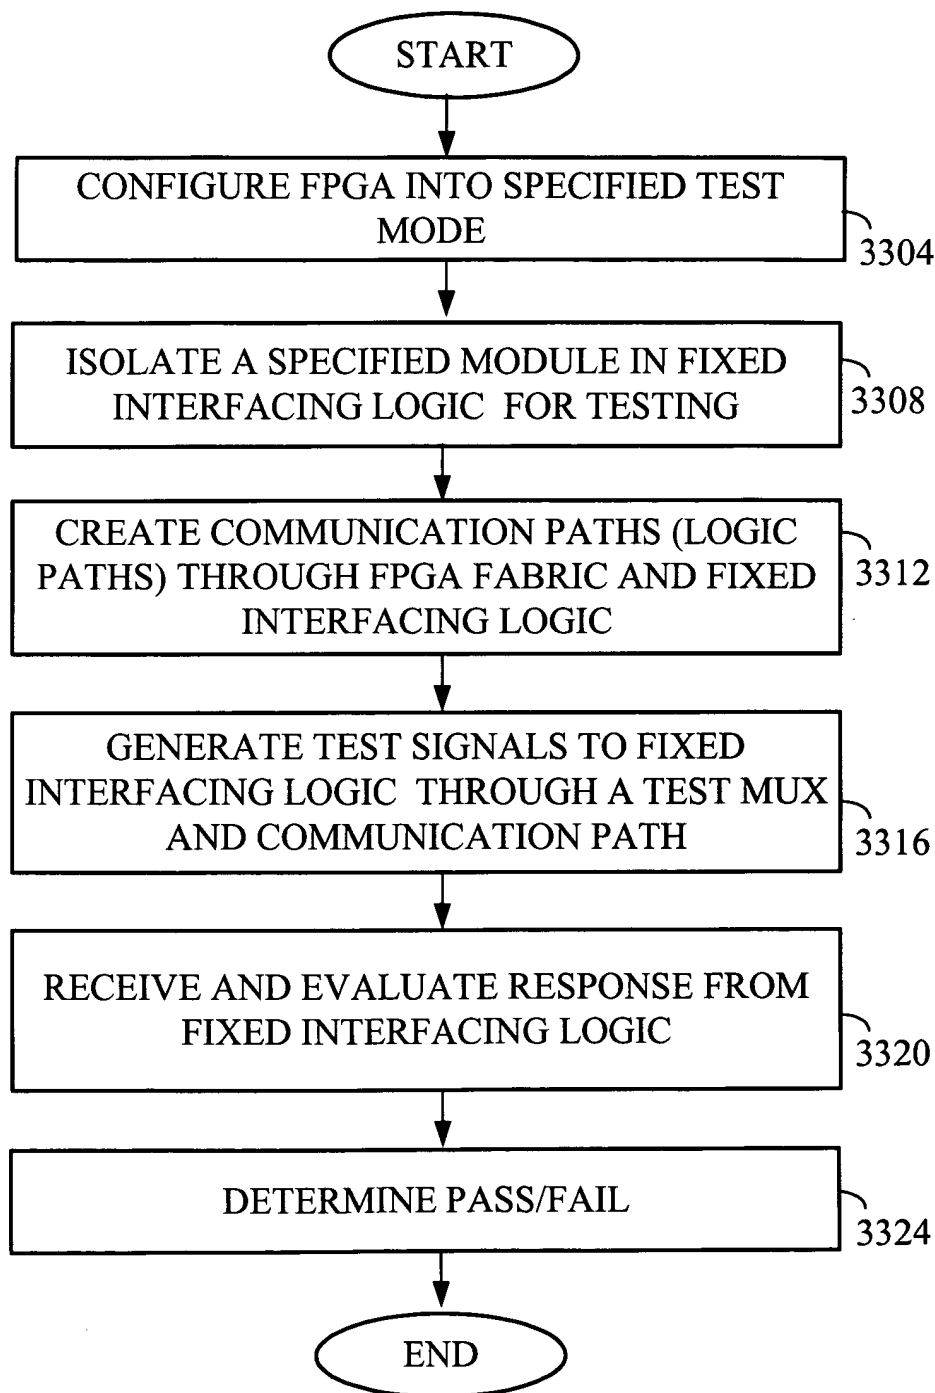 START
CONFIGURE FPGA INTO SPECIFIED TEST
MODE
3304
ISOLATE A SPECIFIED MODULE IN FIXED
INTERFACING LOGIC FOR TESTING
3308
CREATE COMMUNICATION PATHS (LOGIC
PATHS) THROUGH FPGA FABRIC AND FIXED
INTERFACING LOGIC
3312
GENERATE TEST SIGNALS TO FIXED
INTERFACING LOGIC THROUGH A TEST MUX
AND COMMUNICATION PATH
3316
RECEIVE AND EVALUATE RESPONSE FROM
FIXED INTERFACING LOGIC
3320
DETERMINE PASS/FAIL
3324
END